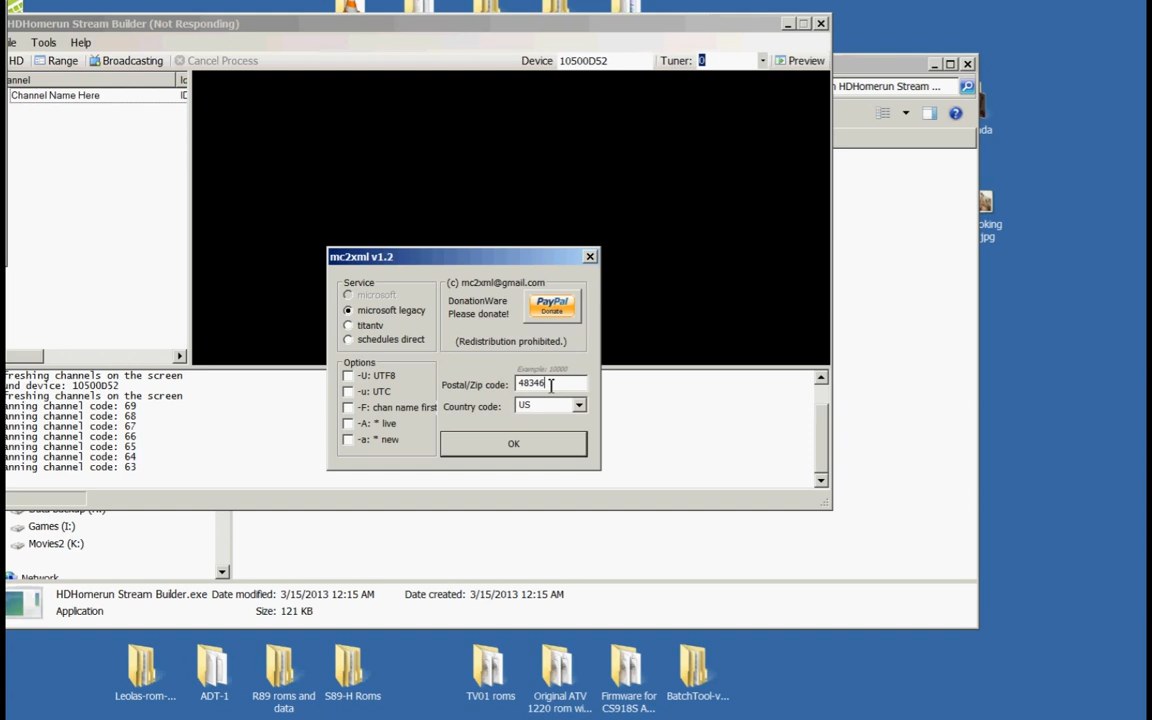 HDHomerun Stream Builder (Not Responding)
ile Tools Help
HD Range Broadcasting Cancel Process Device 10500D52 Tuner: 0 Preview
annel
Channel Name Here
n HDHomerun Stream ...
nda
oking
jpg
mc2xml v1.2
Service
microsoft
microsoft legacy
titantv
schedules direct
(c) mc2xml@gmail.com
DonationWare
Please donate!
PayPal
Donate
(Redistribution prohibited.)
Options
-U: UTF8
-u: UTC
-F: chan name first
-A: * live
-a: * new
Example: 10000
Postal/Zip code: 48346
Country code: US
OK
freshing channels on the screen
und device: 10500D52
freshing channels on the screen
anning channel code: 69
anning channel code: 68
anning channel code: 67
anning channel code: 66
anning channel code: 65
anning channel code: 64
anning channel code: 63
Games (I:)
Movies2 (K:)
Network
HDHomerun Stream Builder.exe Date modified: 3/15/2013 12:15 AM Date created: 3/15/2013 12:15 AM
Application Size: 121 KB
Leolas-rom-...
ADT-1
R89 roms and
data
S89-H Roms
TV01 roms
Original ATV
1220 rom wi...
Firmware for
CS918S A...
BatchTool-v...